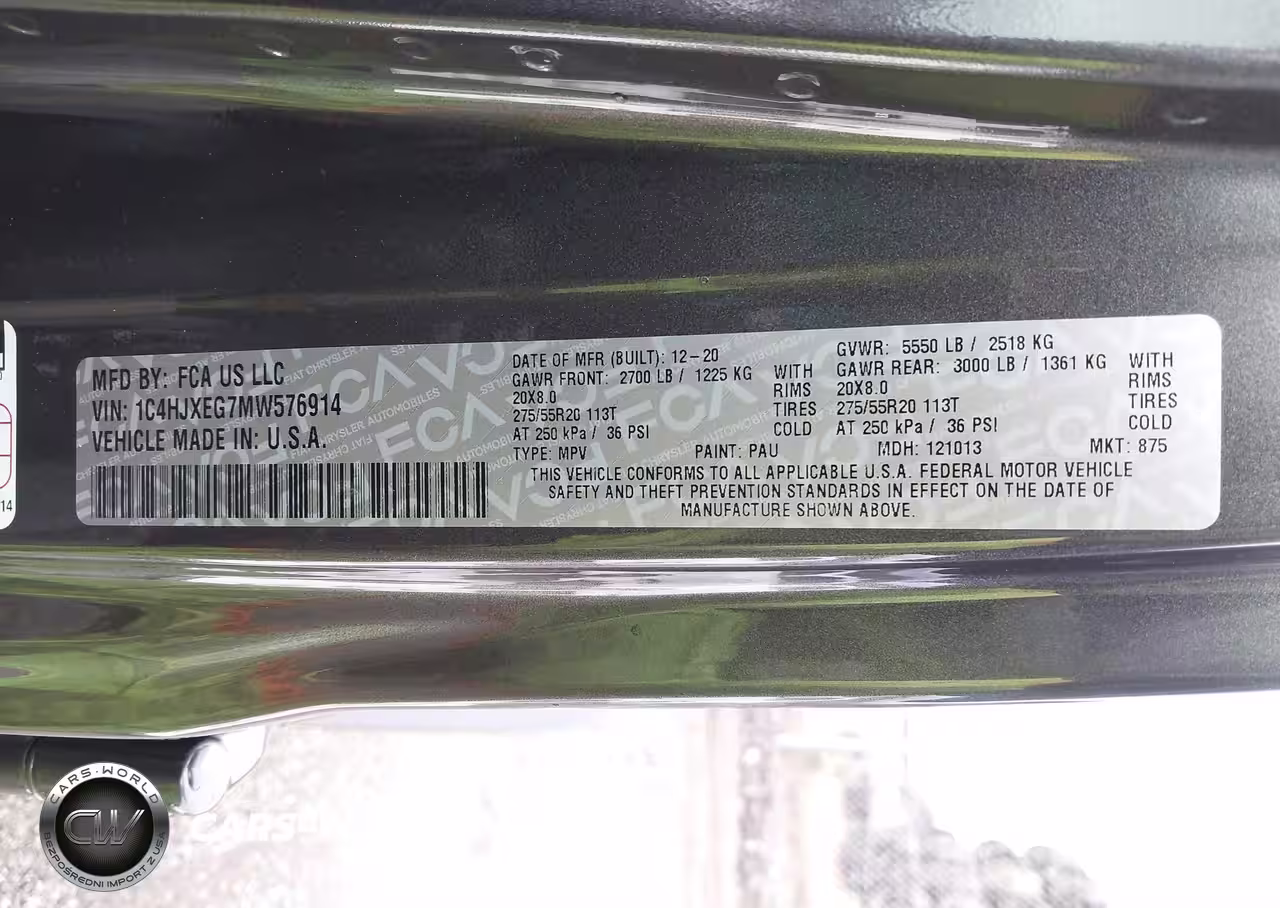 MFD BY: FCA US LLC
VIN: 1C4HJXEG7MW576914
VEHICLE MADE IN: U.S.A.
DATE OF MFR (BUILT): 12-20
GAWR FRONT: 2700 LB / 1225 KG WITH
20X8.0 RIMS
275/55R20 113T TIRES
AT 250 kPa / 36 PSI COLD
GVWR: 5550 LB / 2518 KG
GAWR REAR: 3000 LB / 1361 KG WITH
20X8.0 RIMS
275/55R20 113T TIRES
AT 250 kPa / 36 PSI COLD
TYPE: MPV PAINT: PAU MDH: 121013 MKT: 875
THIS VEHICLE CONFORMS TO ALL APPLICABLE U.S.A. FEDERAL MOTOR VEHICLE
SAFETY AND THEFT PREVENTION STANDARDS IN EFFECT ON THE DATE OF
MANUFACTURE SHOWN ABOVE.
14
CARS-WORLD
CW
BEZPOŚREDNI IMPORT Z USA